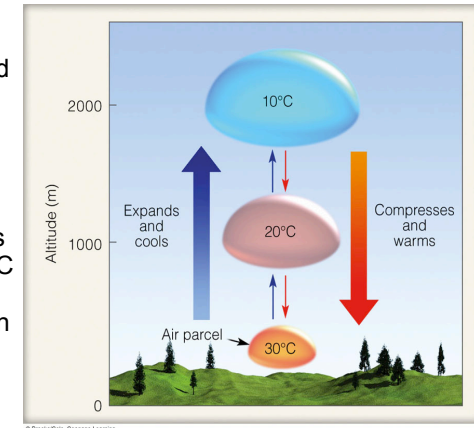 d
s
C
n
2000
1000
0
Altitude (m)
10°C
20°C
30°C
Expands
and
cools
Compresses
and
warms
Air parcel